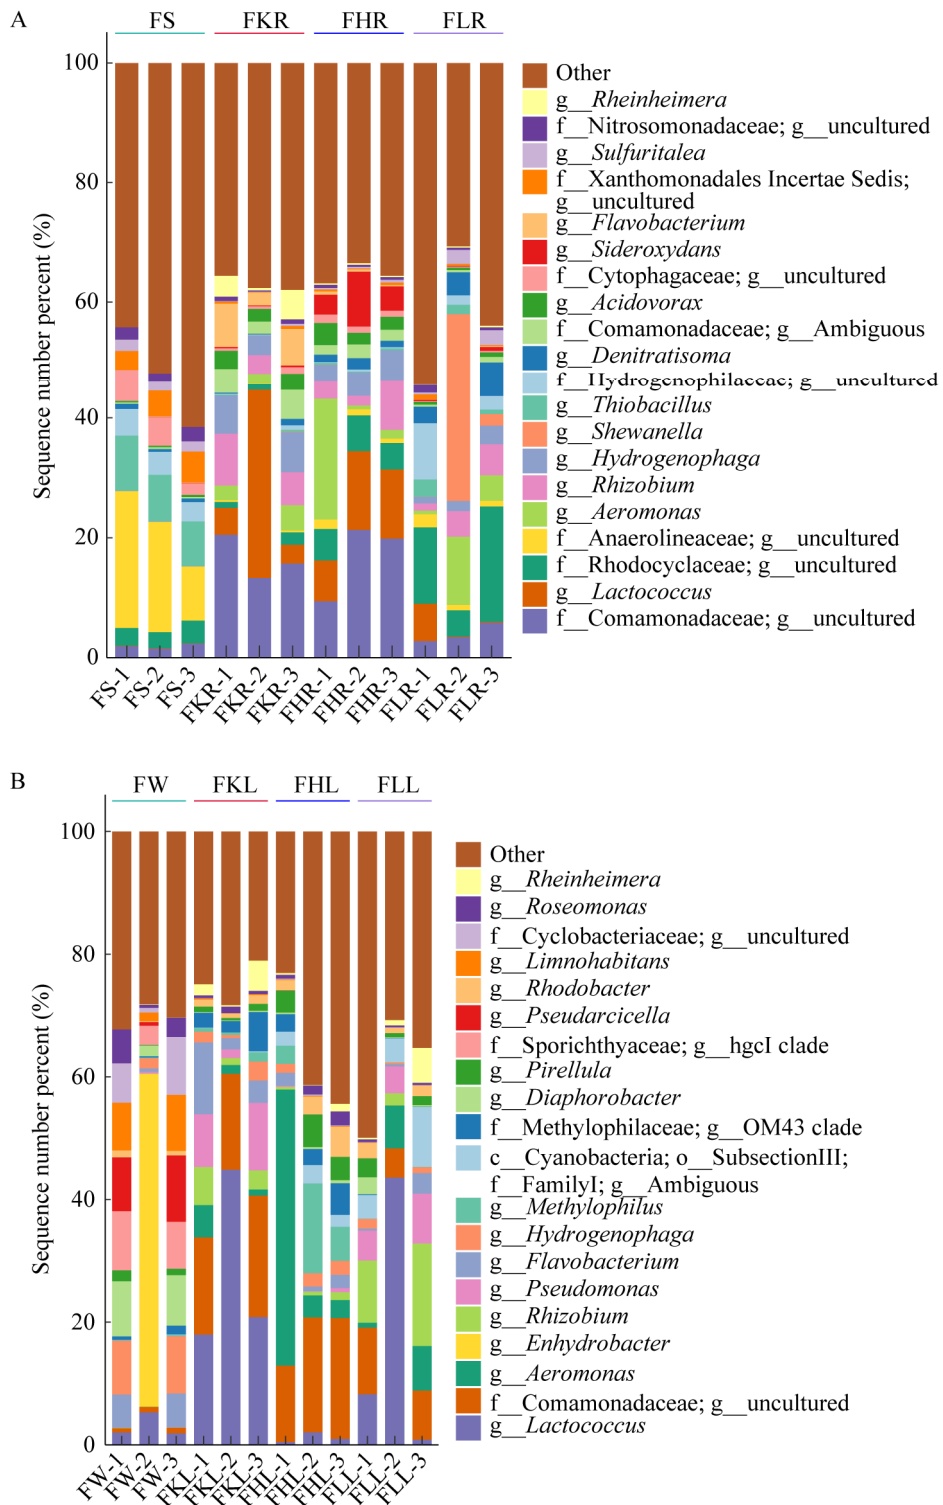 A
FS FKR FHR FLR
100
80
60
40
20
0
Sequence number percent (%)
FS-1
FS-2
FS-3
FKR-1
FKR-2
FKR-3
FHR-1
FHR-2
FHR-3
FLR-1
FLR-2
FLR-3
Other
g__Rheinheimera
f__Nitrosomonadaceae; g__uncultured
g__Sulfuritalea
f__Xanthomonadales Incertae Sedis;
g__uncultured
g__Flavobacterium
g__Sideroxydans
f__Cytophagaceae; g__uncultured
g__Acidovorax
f__Comamonadaceae; g__Ambiguous
g__Denitratisoma
f__Hydrogenophilaceae; g__uncultured
g__Thiobacillus
g__Shewanella
g__Hydrogenophaga
g__Rhizobium
g__Aeromonas
f__Anaerolineaceae; g__uncultured
f__Rhodocyclaceae; g__uncultured
g__Lactococcus
f__Comamonadaceae; g__uncultured
B
FW FKL FHL FLL
100
80
60
40
20
0
Sequence number percent (%)
FW-1
FW-2
FW-3
FKL-1
FKL-2
FKL-3
FHL-1
FHL-2
FHL-3
FLL-1
FLL-2
FLL-3
Other
g__Rheinheimera
g__Roseomonas
f__Cyclobacteriaceae; g__uncultured
g__Limnohabitans
g__Rhodobacter
g__Pseudarcicella
f__Sporichthyaceae; g__hgcI clade
g__Pirellula
g__Diaphorobacter
f__Methylophilaceae; g__OM43 clade
c__Cyanobacteria; o__SubsectionIII;
f__FamilyI; g__Ambiguous
g__Methylophilus
g__Hydrogenophaga
g__Flavobacterium
g__Pseudomonas
g__Rhizobium
g__Enhydrobacter
g__Aeromonas
f__Comamonadaceae; g__uncultured
g__Lactococcus